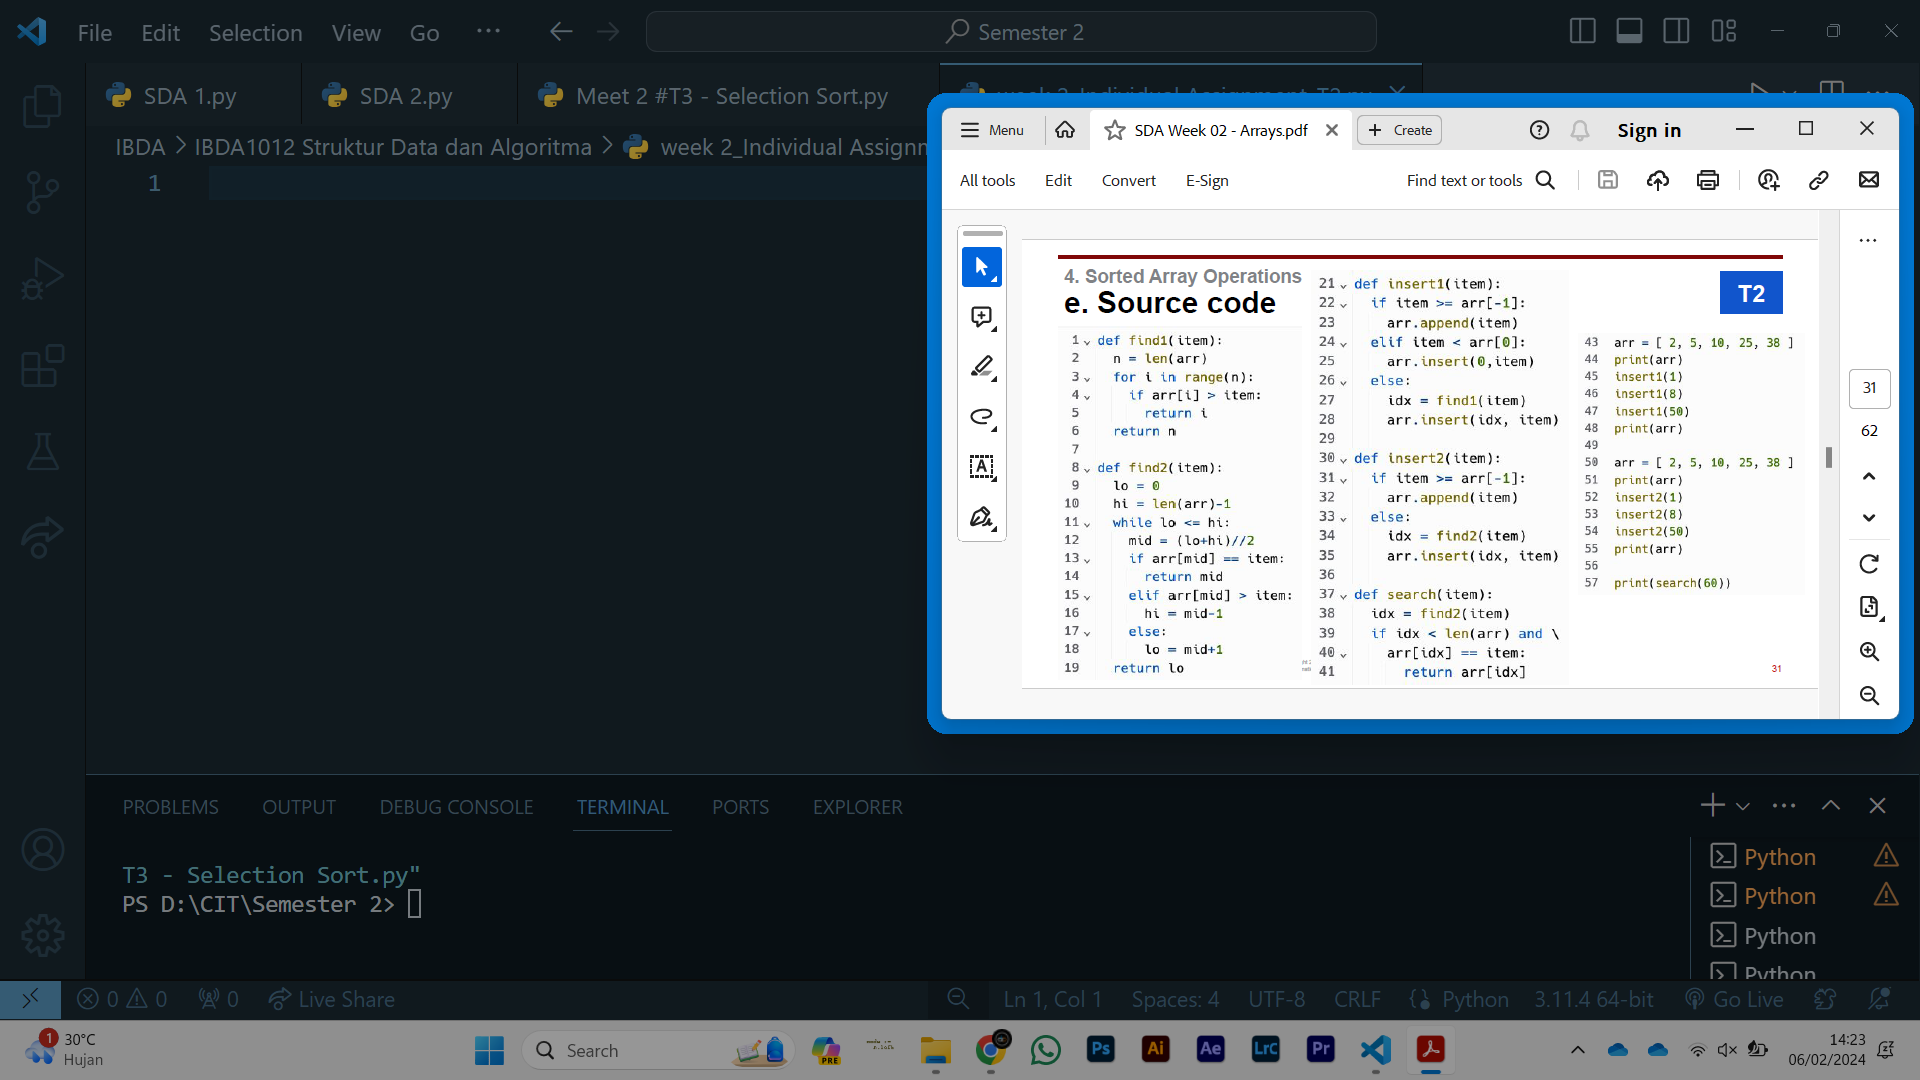 File Edit Selection View Go ...
Semester 2
SDA 1.py
SDA 2.py
Meet 2 #T3 - Selection Sort.py
week 2_Individual Assignment_T2.py
IBDA > IBDA1012 Struktur Data dan Algoritma > week 2_Individual Assignm
1
Menu
SDA Week 02 - Arrays.pdf
Create
Sign in
All tools
Edit
Convert
E-Sign
Find text or tools
4. Sorted Array Operations
e. Source code
T2
1 def find1(item):
2 n = len(arr)
3 for i in range(n):
4 if arr[i] > item:
5 return i
6 return n
7
8 def find2(item):
9 lo = 0
10 hi = len(arr)-1
11 while lo <= hi:
12 mid = (lo+hi)//2
13 if arr[mid] == item:
14 return mid
15 elif arr[mid] > item:
16 hi = mid-1
17 else:
18 lo = mid+1
19 return lo
21 def insert1(item):
22 if item >= arr[-1]:
23 arr.append(item)
24 elif item < arr[0]:
25 arr.insert(0,item)
26 else:
27 idx = find1(item)
28 arr.insert(idx, item)
29
30 def insert2(item):
31 if item >= arr[-1]:
32 arr.append(item)
33 else:
34 idx = find2(item)
35 arr.insert(idx, item)
36
37 def search(item):
38 idx = find2(item)
39 if idx < len(arr) and \
40 arr[idx] == item:
41 return arr[idx]
43 arr = [ 2, 5, 10, 25, 38 ]
44 print(arr)
45 insert1(1)
46 insert1(8)
47 insert1(50)
48 print(arr)
49
50 arr = [ 2, 5, 10, 25, 38 ]
51 print(arr)
52 insert2(1)
53 insert2(8)
54 insert2(50)
55 print(arr)
56
57 print(search(60))
31
31
62
PROBLEMS
OUTPUT
DEBUG CONSOLE
TERMINAL
PORTS
EXPLORER
T3 - Selection Sort.py"
PS D:\CIT\Semester 2>
Python
Python
Python
Python
0 0
0
Live Share
Ln 1, Col 1
Spaces: 4
UTF-8
CRLF
Python
3.11.4 64-bit
Go Live
1
30°C
Hujan
Search
PRE
Ps
Ai
Ae
LrC
Pr
14:23
06/02/2024